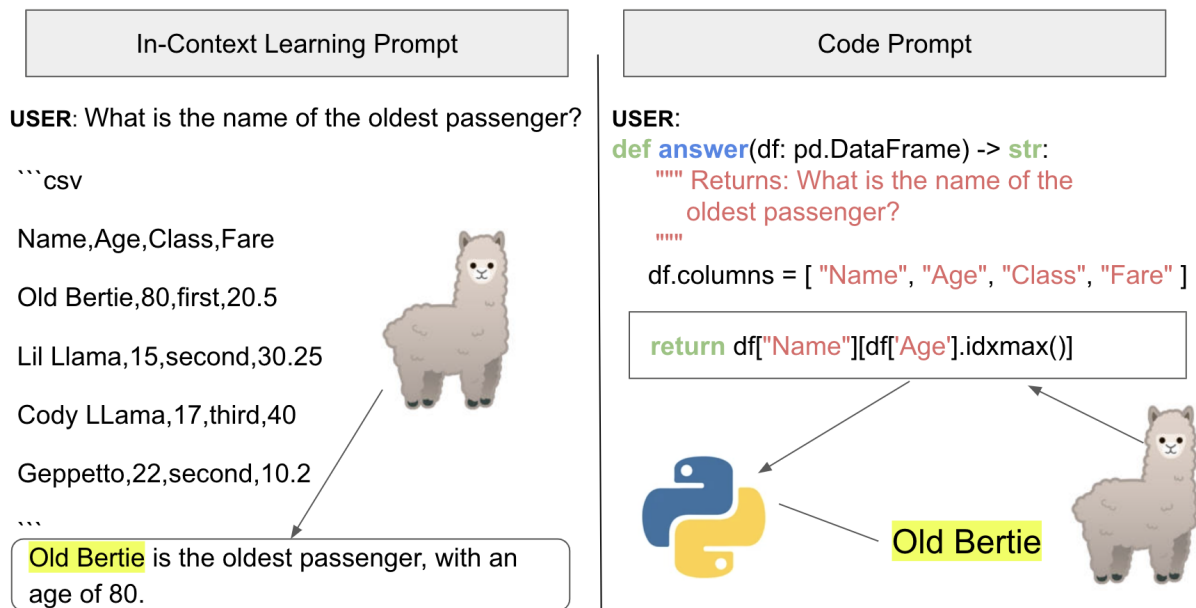 In-Context Learning Prompt
USER: What is the name of the oldest passenger?
```csv
Name,Age,Class,Fare
Old Bertie,80,first,20.5
Lil Llama,15,second,30.25
Cody LLama,17,third,40
Geppetto,22,second,10.2
```
Old Bertie is the oldest passenger, with an
age of 80.
Code Prompt
USER:
def answer(df: pd.DataFrame) -> str:
""" Returns: What is the name of the
oldest passenger?
"""
df.columns = [ "Name", "Age", "Class", "Fare" ]
return df["Name"][df['Age'].idxmax()]
Old Bertie